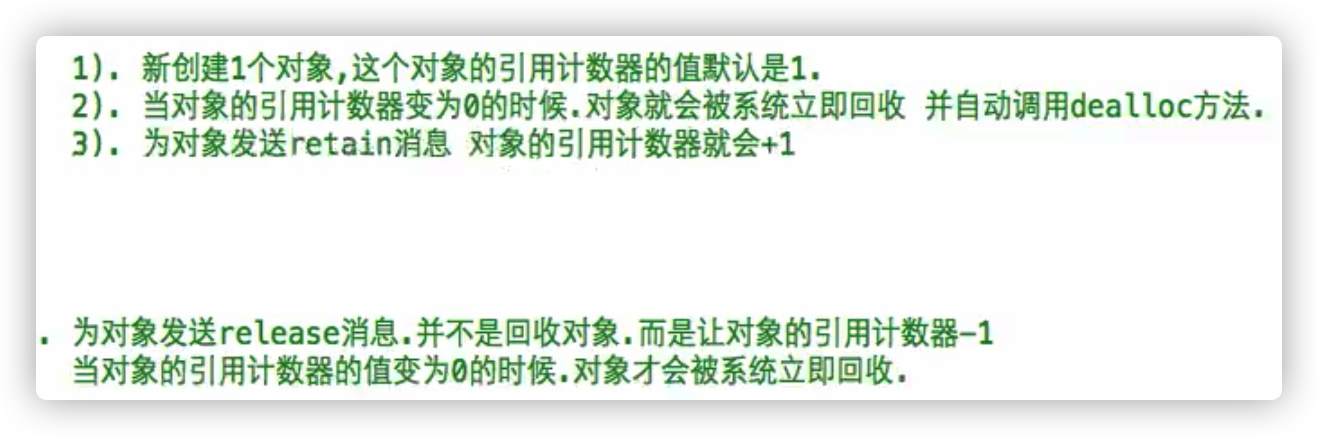 1). 新创建1个对象,这个对象的引用计数器的值默认是1.
2). 当对象的引用计数器变为0的时候.对象就会被系统立即回收 并自动调用dealloc方法.
3). 为对象发送retain消息 对象的引用计数器就会+1
. 为对象发送release消息.并不是回收对象.而是让对象的引用计数器-1
当对象的引用计数器的值变为0的时候.对象才会被系统立即回收.